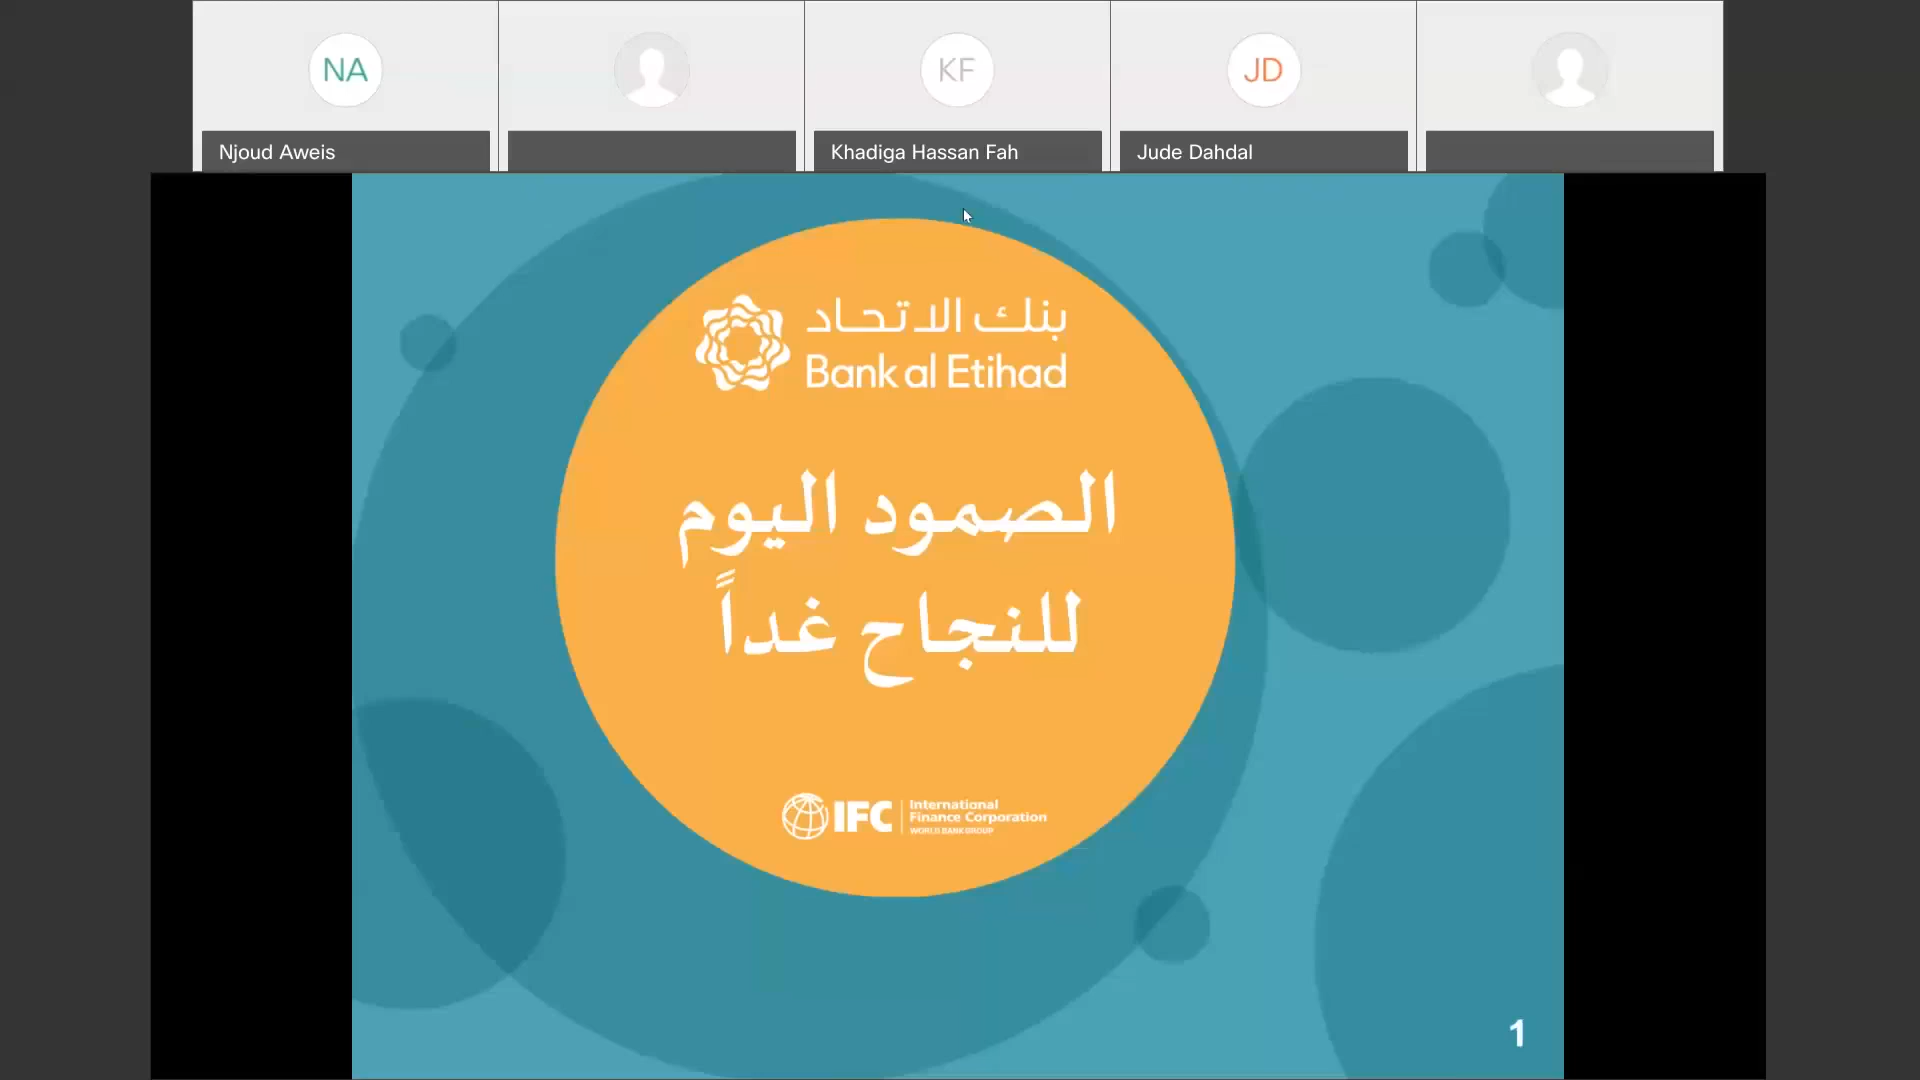 NA
KF
JD
Njoud Aweis
Khadiga Hassan Fah
Jude Dahdal
بنك الاتحاد
Bank al Etihad
الصمود اليوم
للنجاح غداً
IFC
International
Finance Corporation
WORLD BANK GROUP
1